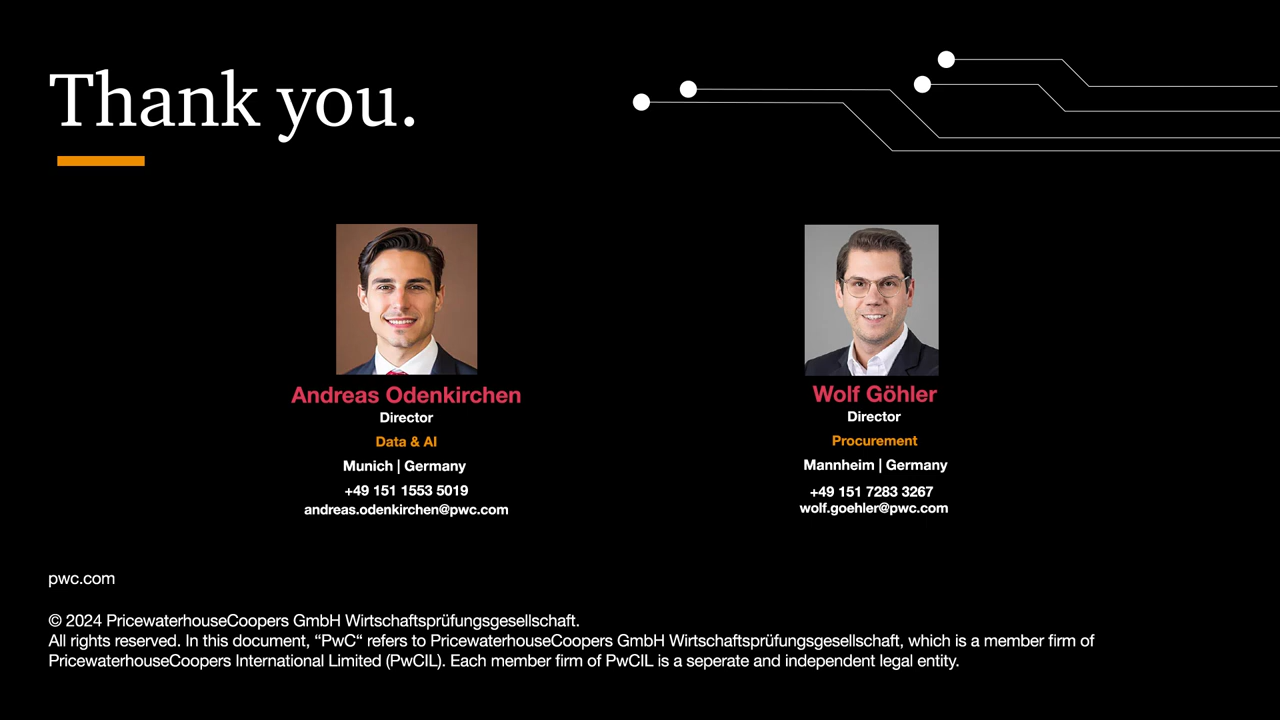 Thank you.
Andreas Odenkirchen
Director
Data & AI
Munich | Germany
+49 151 1553 5019
andreas.odenkirchen@pwc.com
Wolf Göhler
Director
Procurement
Mannheim | Germany
+49 151 7283 3267
wolf.goehler@pwc.com
pwc.com
© 2024 PricewaterhouseCoopers GmbH Wirtschaftsprüfungsgesellschaft.
All rights reserved. In this document, “PwC“ refers to PricewaterhouseCoopers GmbH Wirtschaftsprüfungsgesellschaft, which is a member firm of
PricewaterhouseCoopers International Limited (PwCIL). Each member firm of PwCIL is a seperate and independent legal entity.